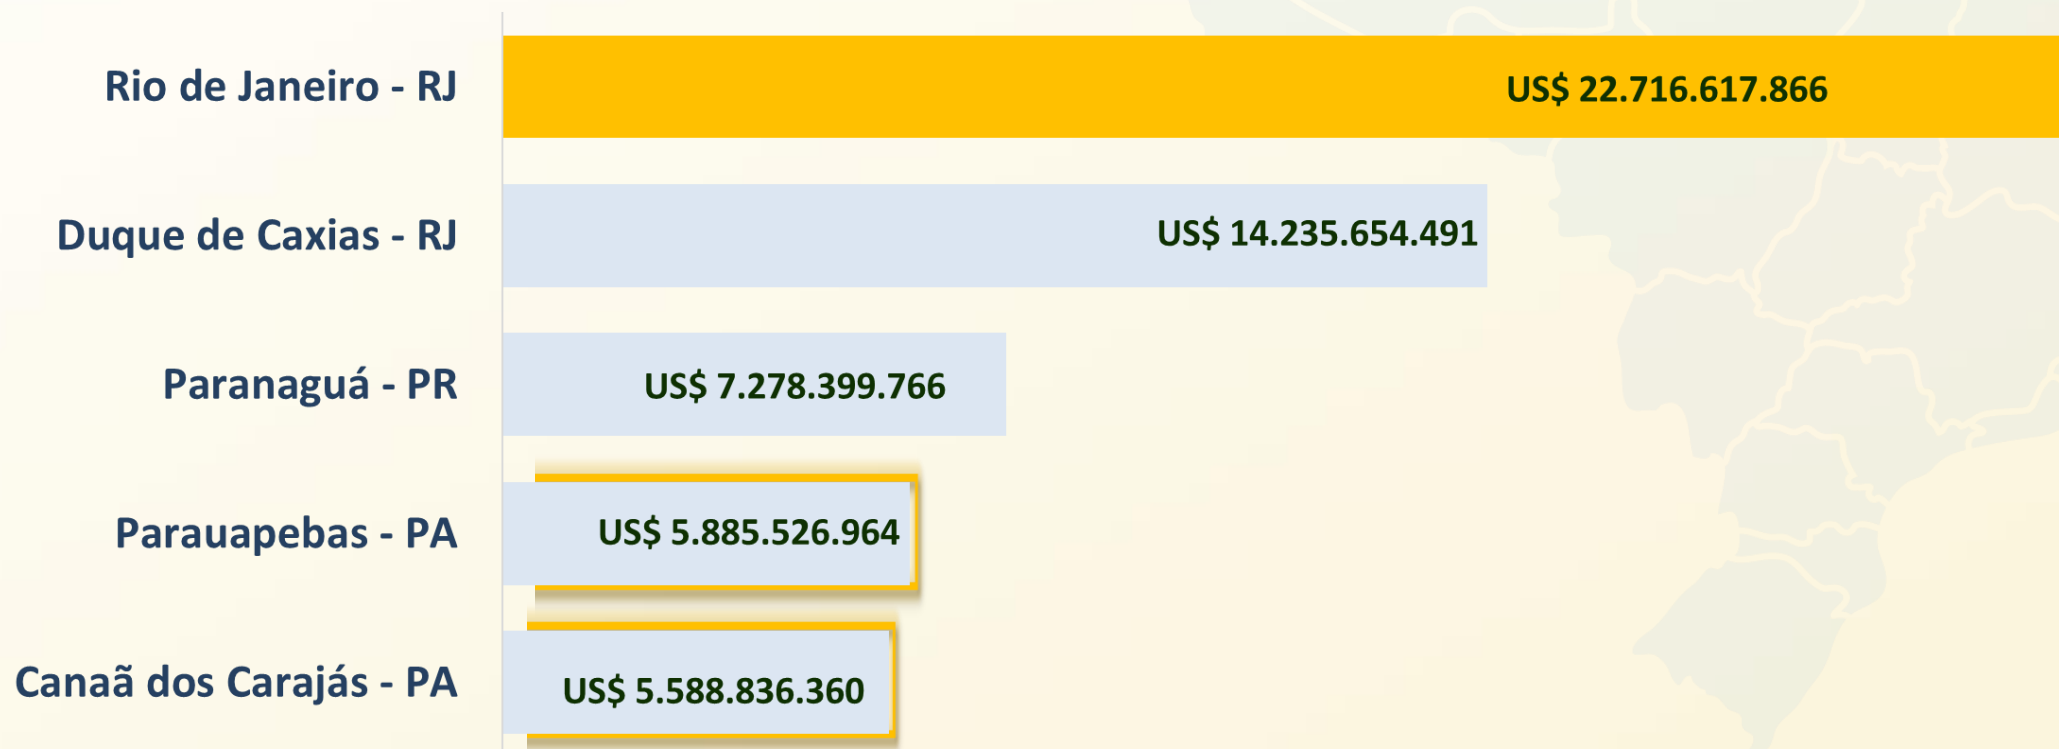 Rio de Janeiro - RJ
US$ 22.716.617.866
Duque de Caxias - RJ
US$ 14.235.654.491
Paranaguá - PR
US$ 7.278.399.766
Parauapebas - PA
US$ 5.885.526.964
Canaã dos Carajás - PA
US$ 5.588.836.360